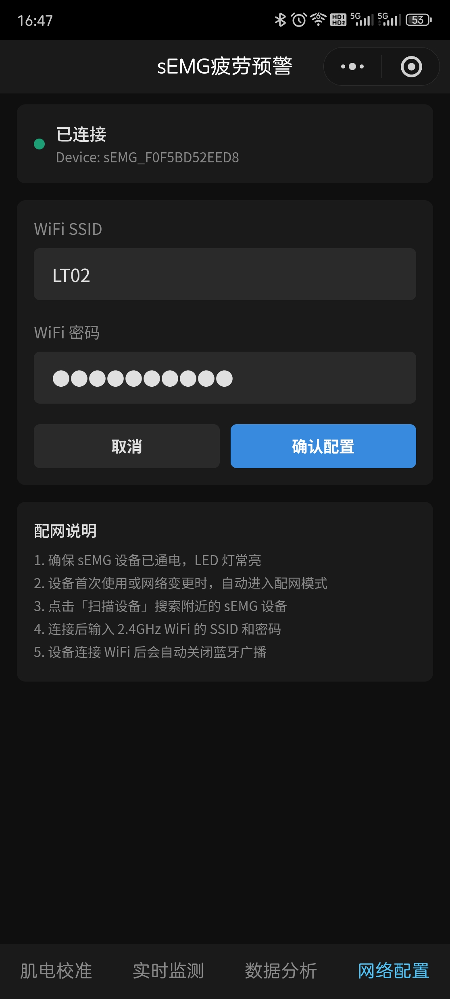 16:47
HD1 HD2 5G 5G 53
sEMG疲劳预警
已连接
Device: sEMG_F0F5BD52EED8
WiFi SSID
LT02
WiFi 密码
●●●●●●●●●●
取消
确认配置
配网说明
1. 确保 sEMG 设备已通电，LED 灯常亮
2. 设备首次使用或网络变更时，自动进入配网模式
3. 点击「扫描设备」搜索附近的 sEMG 设备
4. 连接后输入 2.4GHz WiFi 的 SSID 和密码
5. 设备连接 WiFi 后会自动关闭蓝牙广播
肌电校准
实时监测
数据分析
网络配置